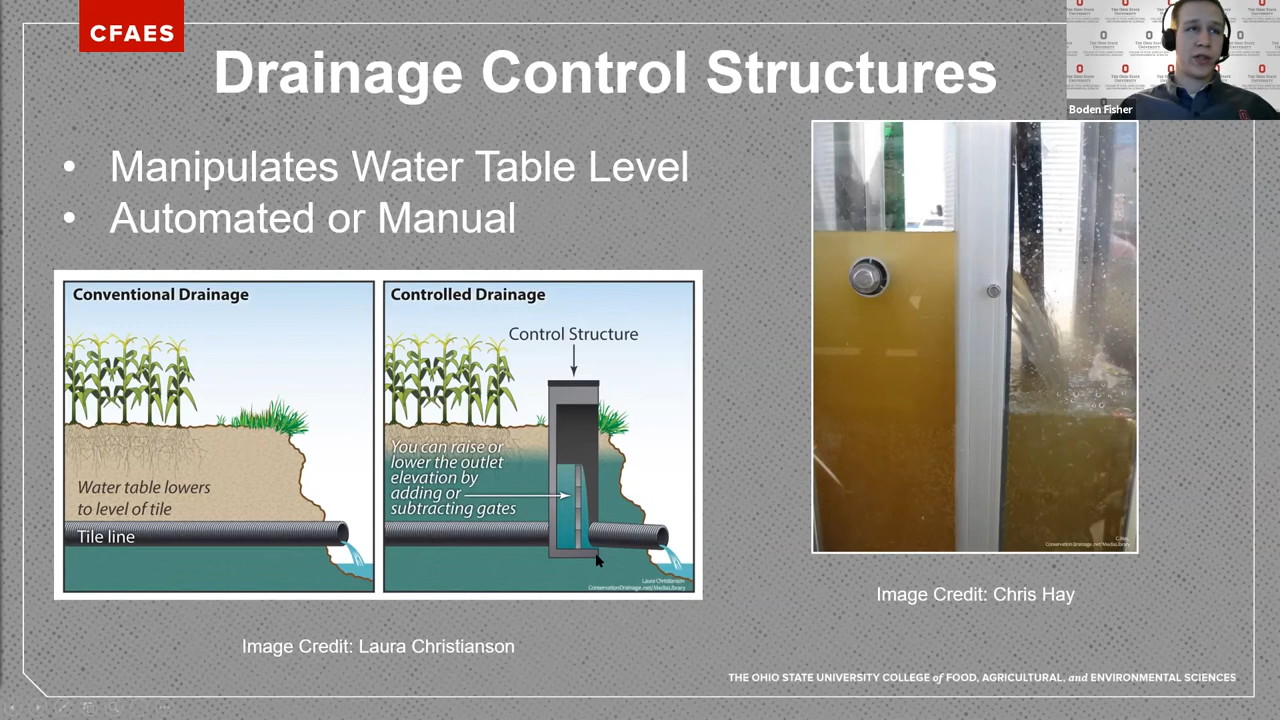 CFAES
Drainage Control Structures
Boden Fisher
• Manipulates Water Table Level
• Automated or Manual
Conventional Drainage
Water table lowers
to level of tile
Tile line
Controlled Drainage
Control Structure
You can raise or
lower the outlet
elevation by
adding or
subtracting gates
Laura Christianson
ConservationDrainage.net/MediaLibrary
ConservationDrainage.net/MediaLibrary
Image Credit: Chris Hay
Image Credit: Laura Christianson
THE OHIO STATE UNIVERSITY COLLEGE of FOOD, AGRICULTURAL, and ENVIRONMENTAL SCIENCES